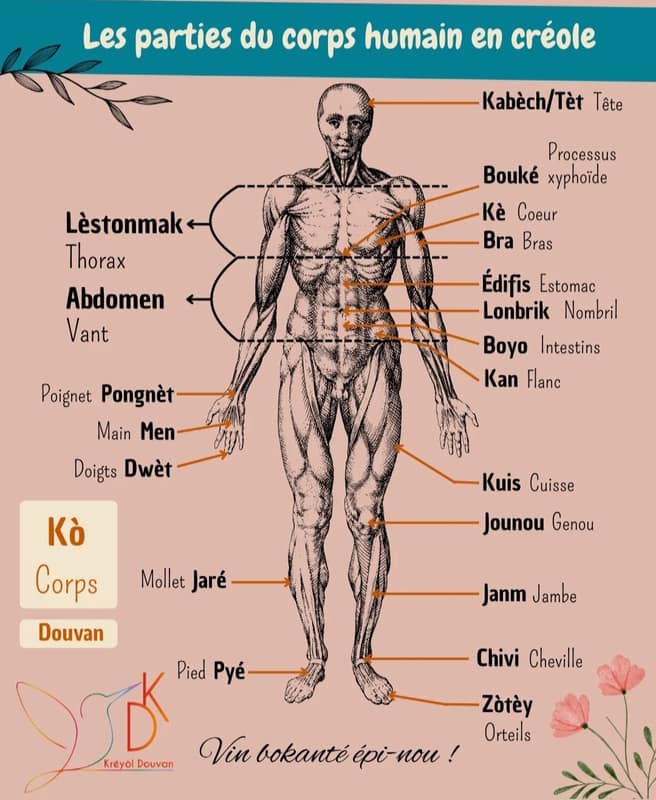 Les parties du corps humain en créole
Kabèch/Tèt Tête
Bouké Processus
xyphoïde
Kè Coeur
Bra Bras
Lèstonmak
Thorax
Abdomen
Vant
Édifis Estomac
Lonbrik Nombril
Boyo Intestins
Kan Flanc
Poignet Pongnèt
Main Men
Doigts Dwèt
Kuis Cuisse
Jounou Genou
Kò
Corps
Douvan
Mollet Jaré
Janm Jambe
Chivi Cheville
Pied Pyé
Zòtèy
Orteils
KD
Kréyòl Douvan
Vin bokanté épi-nou !